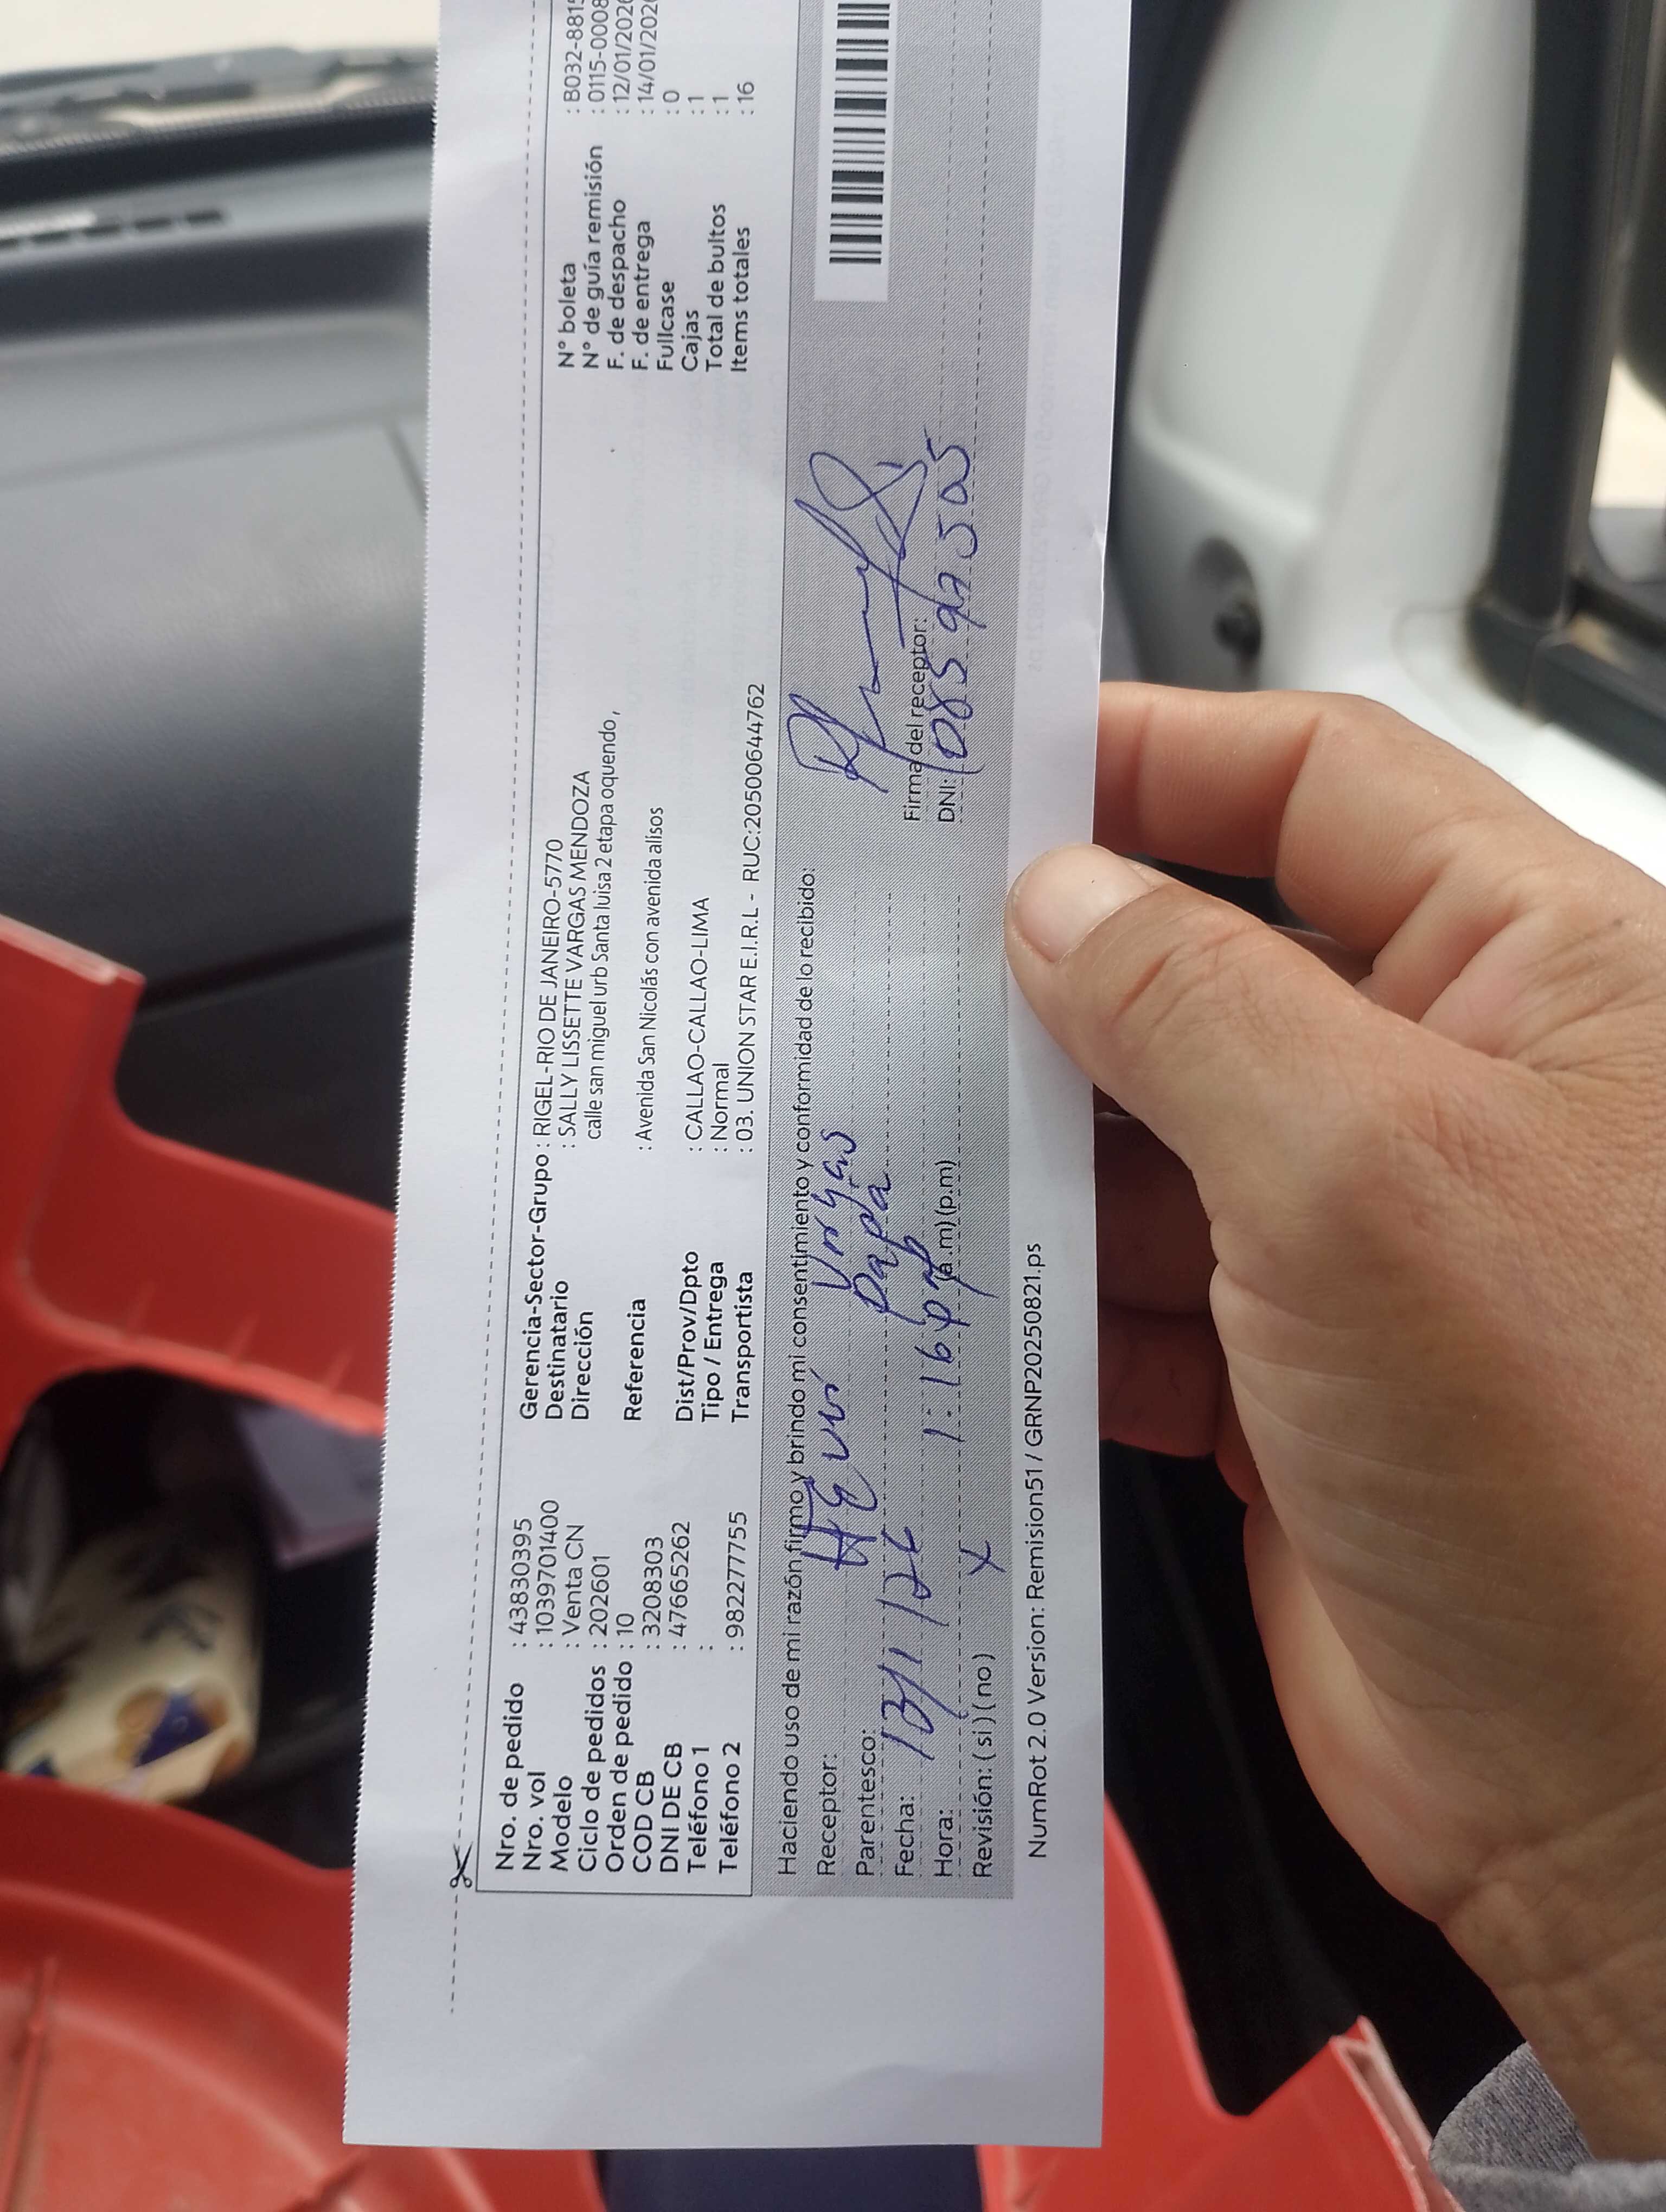 Nro. de pedido : 43830395
Nro. vol : 1039701400
Modelo : Venta CN
Ciclo de pedidos : 202601
Orden de pedido : 10
COD CB : 3208303
DNI DE CB : 47665262
Teléfono 1 :
Teléfono 2 : 982277755
Gerencia-Sector-Grupo : RIGEL-RIO DE JANEIRO-5770
Destinatario : SALLY LISSETTE VARGAS MENDOZA
Dirección calle san miguel urb Santa luisa 2 etapa oquendo ,
Referencia : Avenida San Nicolás con avenida alisos
Dist/Prov/Dpto : CALLAO-CALLAO-LIMA
Tipo / Entrega : Normal
Transportista : 03. UNION STAR E.I.R.L - RUC:20500644762
N° boleta : B032-8815
N° de guía remisión : 0115-0008
F. de despacho : 12/01/202
F. de entrega : 14/01/202
Fullcase : 0
Cajas : 1
Total de bultos : 1
Items totales : 16
Haciendo uso de mi razón firmo y brindo mi consentimiento y conformidad de lo recibido:
Receptor:
Parentesco: papá
Fecha: 13/1/26
Hora: 1:16 pm (a.m) (p.m)
Revisión: (si) (no) X
Firma del receptor:
DNI:
NumRot 2.0 Version: Remision51 / GRNP20250821.ps